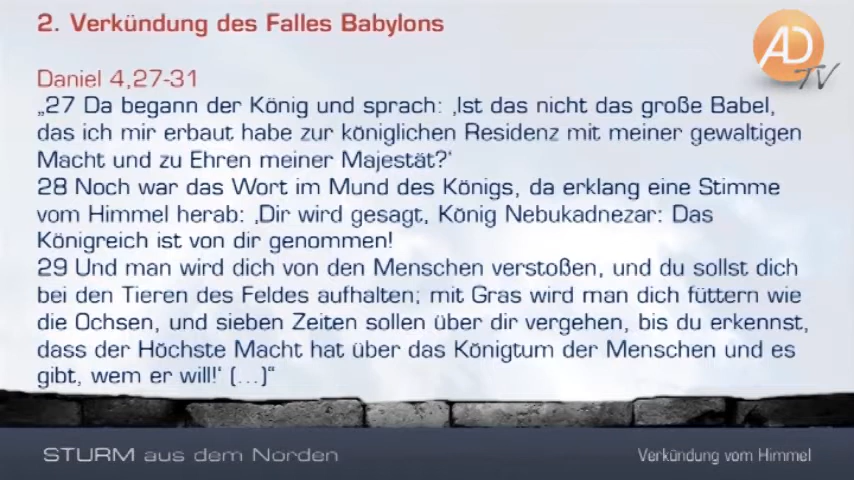 2. Verkündung des Falles Babylons
AD
TV
Daniel 4,27-31
„27 Da begann der König und sprach: ‚Ist das nicht das große Babel,
das ich mir erbaut habe zur königlichen Residenz mit meiner gewaltigen
Macht und zu Ehren meiner Majestät?‘
28 Noch war das Wort im Mund des Königs, da erklang eine Stimme
vom Himmel herab: ‚Dir wird gesagt, König Nebukadnezar: Das
Königreich ist von dir genommen!
29 Und man wird dich von den Menschen verstoßen, und du sollst dich
bei den Tieren des Feldes aufhalten; mit Gras wird man dich füttern wie
die Ochsen, und sieben Zeiten sollen über dir vergehen, bis du erkennst,
dass der Höchste Macht hat über das Königtum der Menschen und es
gibt, wem er will!‘ (...)“
STURM aus dem Norden
Verkündung vom Himmel